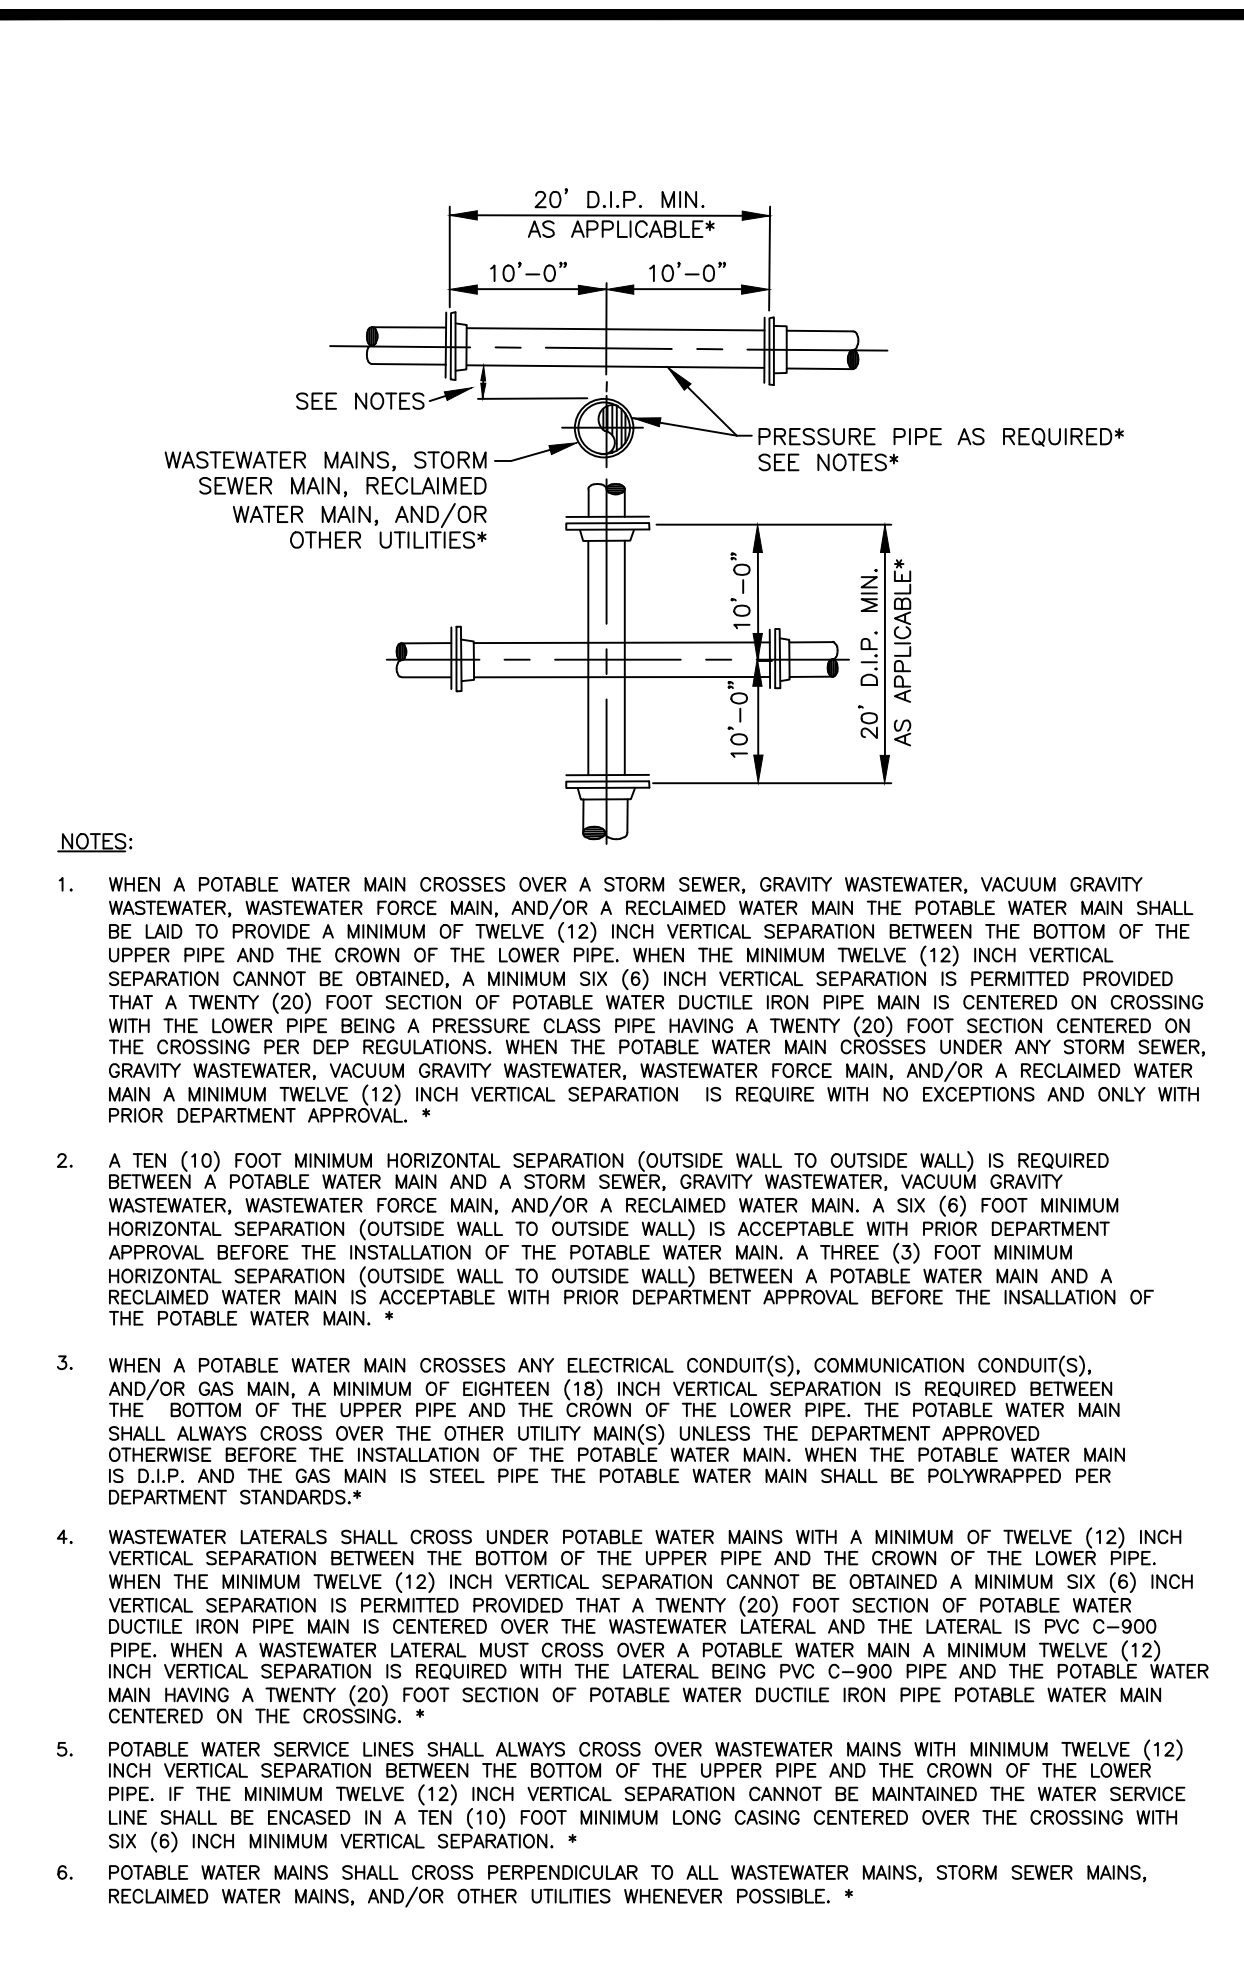 20' D.I.P. MIN.
AS APPLICABLE*
10'-0"
10'-0"
SEE NOTES
PRESSURE PIPE AS REQUIRED*
SEE NOTES*
WASTEWATER MAINS, STORM
SEWER MAIN, RECLAIMED
WATER MAIN, AND/OR
OTHER UTILITIES*
10'-0"
10'-0"
20' D.I.P. MIN.
AS APPLICABLE*
NOTES:
1. WHEN A POTABLE WATER MAIN CROSSES OVER A STORM SEWER, GRAVITY WASTEWATER, VACUUM GRAVITY
WASTEWATER, WASTEWATER FORCE MAIN, AND/OR A RECLAIMED WATER MAIN THE POTABLE WATER MAIN SHALL
BE LAID TO PROVIDE A MINIMUM OF TWELVE (12) INCH VERTICAL SEPARATION BETWEEN THE BOTTOM OF THE
UPPER PIPE AND THE CROWN OF THE LOWER PIPE. WHEN THE MINIMUM TWELVE (12) INCH VERTICAL
SEPARATION CANNOT BE OBTAINED, A MINIMUM SIX (6) INCH VERTICAL SEPARATION IS PERMITTED PROVIDED
THAT A TWENTY (20) FOOT SECTION OF POTABLE WATER DUCTILE IRON PIPE MAIN IS CENTERED ON CROSSING
WITH THE LOWER PIPE BEING A PRESSURE CLASS PIPE HAVING A TWENTY (20) FOOT SECTION CENTERED ON
THE CROSSING PER DEP REGULATIONS. WHEN THE POTABLE WATER MAIN CROSSES UNDER ANY STORM SEWER,
GRAVITY WASTEWATER, VACUUM GRAVITY WASTEWATER, WASTEWATER FORCE MAIN, AND/OR A RECLAIMED WATER
MAIN A MINIMUM TWELVE (12) INCH VERTICAL SEPARATION IS REQUIRE WITH NO EXCEPTIONS AND ONLY WITH
PRIOR DEPARTMENT APPROVAL. *
2. A TEN (10) FOOT MINIMUM HORIZONTAL SEPARATION (OUTSIDE WALL TO OUTSIDE WALL) IS REQUIRED
BETWEEN A POTABLE WATER MAIN AND A STORM SEWER, GRAVITY WASTEWATER, VACUUM GRAVITY
WASTEWATER, WASTEWATER FORCE MAIN, AND/OR A RECLAIMED WATER MAIN. A SIX (6) FOOT MINIMUM
HORIZONTAL SEPARATION (OUTSIDE WALL TO OUTSIDE WALL) IS ACCEPTABLE WITH PRIOR DEPARTMENT
APPROVAL BEFORE THE INSTALLATION OF THE POTABLE WATER MAIN. A THREE (3) FOOT MINIMUM
HORIZONTAL SEPARATION (OUTSIDE WALL TO OUTSIDE WALL) BETWEEN A POTABLE WATER MAIN AND A
RECLAIMED WATER MAIN IS ACCEPTABLE WITH PRIOR DEPARTMENT APPROVAL BEFORE THE INSALLATION OF
THE POTABLE WATER MAIN. *
3. WHEN A POTABLE WATER MAIN CROSSES ANY ELECTRICAL CONDUIT(S), COMMUNICATION CONDUIT(S),
AND/OR GAS MAIN, A MINIMUM OF EIGHTEEN (18) INCH VERTICAL SEPARATION IS REQUIRED BETWEEN
THE BOTTOM OF THE UPPER PIPE AND THE CROWN OF THE LOWER PIPE. THE POTABLE WATER MAIN
SHALL ALWAYS CROSS OVER THE OTHER UTILITY MAIN(S) UNLESS THE DEPARTMENT APPROVED
OTHERWISE BEFORE THE INSTALLATION OF THE POTABLE WATER MAIN. WHEN THE POTABLE WATER MAIN
IS D.I.P. AND THE GAS MAIN IS STEEL PIPE THE POTABLE WATER MAIN SHALL BE POLYWRAPPED PER
DEPARTMENT STANDARDS.*
4. WASTEWATER LATERALS SHALL CROSS UNDER POTABLE WATER MAINS WITH A MINIMUM OF TWELVE (12) INCH
VERTICAL SEPARATION BETWEEN THE BOTTOM OF THE UPPER PIPE AND THE CROWN OF THE LOWER PIPE.
WHEN THE MINIMUM TWELVE (12) INCH VERTICAL SEPARATION CANNOT BE OBTAINED A MINIMUM SIX (6) INCH
VERTICAL SEPARATION IS PERMITTED PROVIDED THAT A TWENTY (20) FOOT SECTION OF POTABLE WATER
DUCTILE IRON PIPE MAIN IS CENTERED OVER THE WASTEWATER LATERAL AND THE LATERAL IS PVC C-900
PIPE. WHEN A WASTEWATER LATERAL MUST CROSS OVER A POTABLE WATER MAIN A MINIMUM TWELVE (12)
INCH VERTICAL SEPARATION IS REQUIRED WITH THE LATERAL BEING PVC C-900 PIPE AND THE POTABLE WATER
MAIN HAVING A TWENTY (20) FOOT SECTION OF POTABLE WATER DUCTILE IRON PIPE POTABLE WATER MAIN
CENTERED ON THE CROSSING. *
5. POTABLE WATER SERVICE LINES SHALL ALWAYS CROSS OVER WASTEWATER MAINS WITH MINIMUM TWELVE (12)
INCH VERTICAL SEPARATION BETWEEN THE BOTTOM OF THE UPPER PIPE AND THE CROWN OF THE LOWER
PIPE. IF THE MINIMUM TWELVE (12) INCH VERTICAL SEPARATION CANNOT BE MAINTAINED THE WATER SERVICE
LINE SHALL BE ENCASED IN A TEN (10) FOOT MINIMUM LONG CASING CENTERED OVER THE CROSSING WITH
SIX (6) INCH MINIMUM VERTICAL SEPARATION. *
6. POTABLE WATER MAINS SHALL CROSS PERPENDICULAR TO ALL WASTEWATER MAINS, STORM SEWER MAINS,
RECLAIMED WATER MAINS, AND/OR OTHER UTILITIES WHENEVER POSSIBLE. *